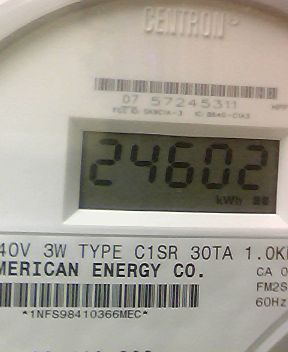 CENTRON
07 57245311
24602
kWh
40V 3W TYPE C1SR 30TA 1.0K
MERICAN ENERGY CO. CA 0
FM2S
60Hz
*1NFS98410366MEC*